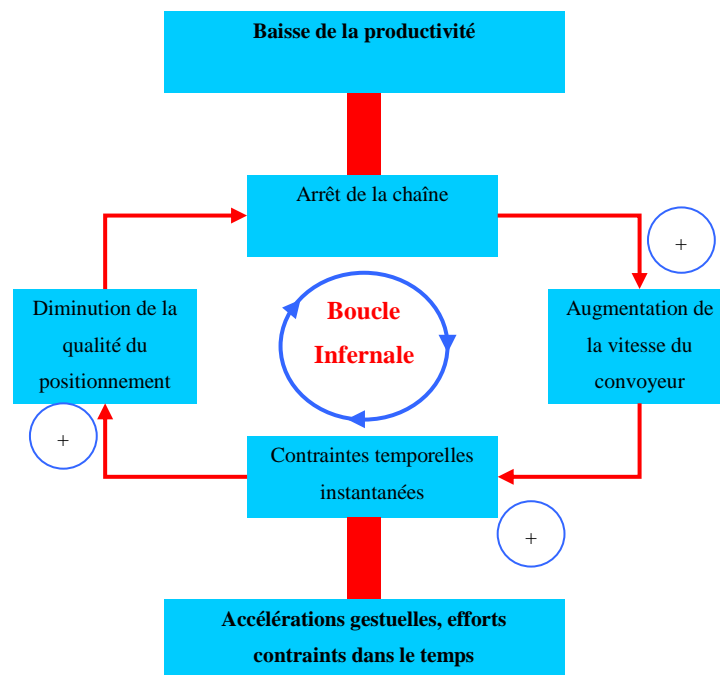 Baisse de la productivité
Arrêt de la chaîne
+
Diminution de la
qualité du
positionnement
Boucle
Infernale
Augmentation de
la vitesse du
convoyeur
+
Contraintes temporelles
instantanées
+
Accélérations gestuelles, efforts
contraints dans le temps